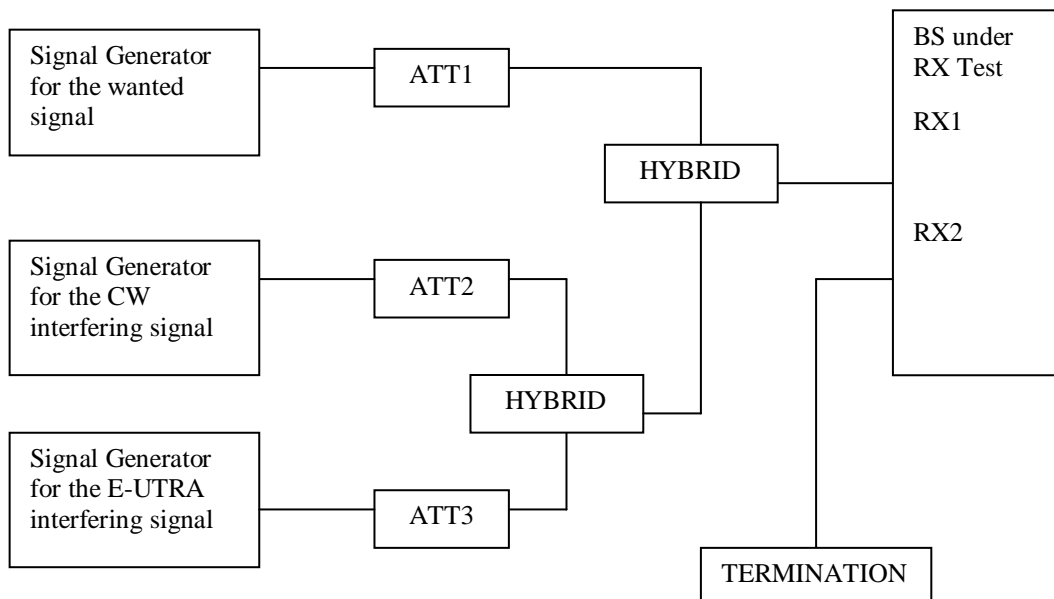 Signal Generator
for the wanted
signal
ATT1
BS under
RX Test
RX1
HYBRID
RX2
Signal Generator
for the CW
interfering signal
ATT2
HYBRID
Signal Generator
for the E-UTRA
interfering signal
ATT3
TERMINATION